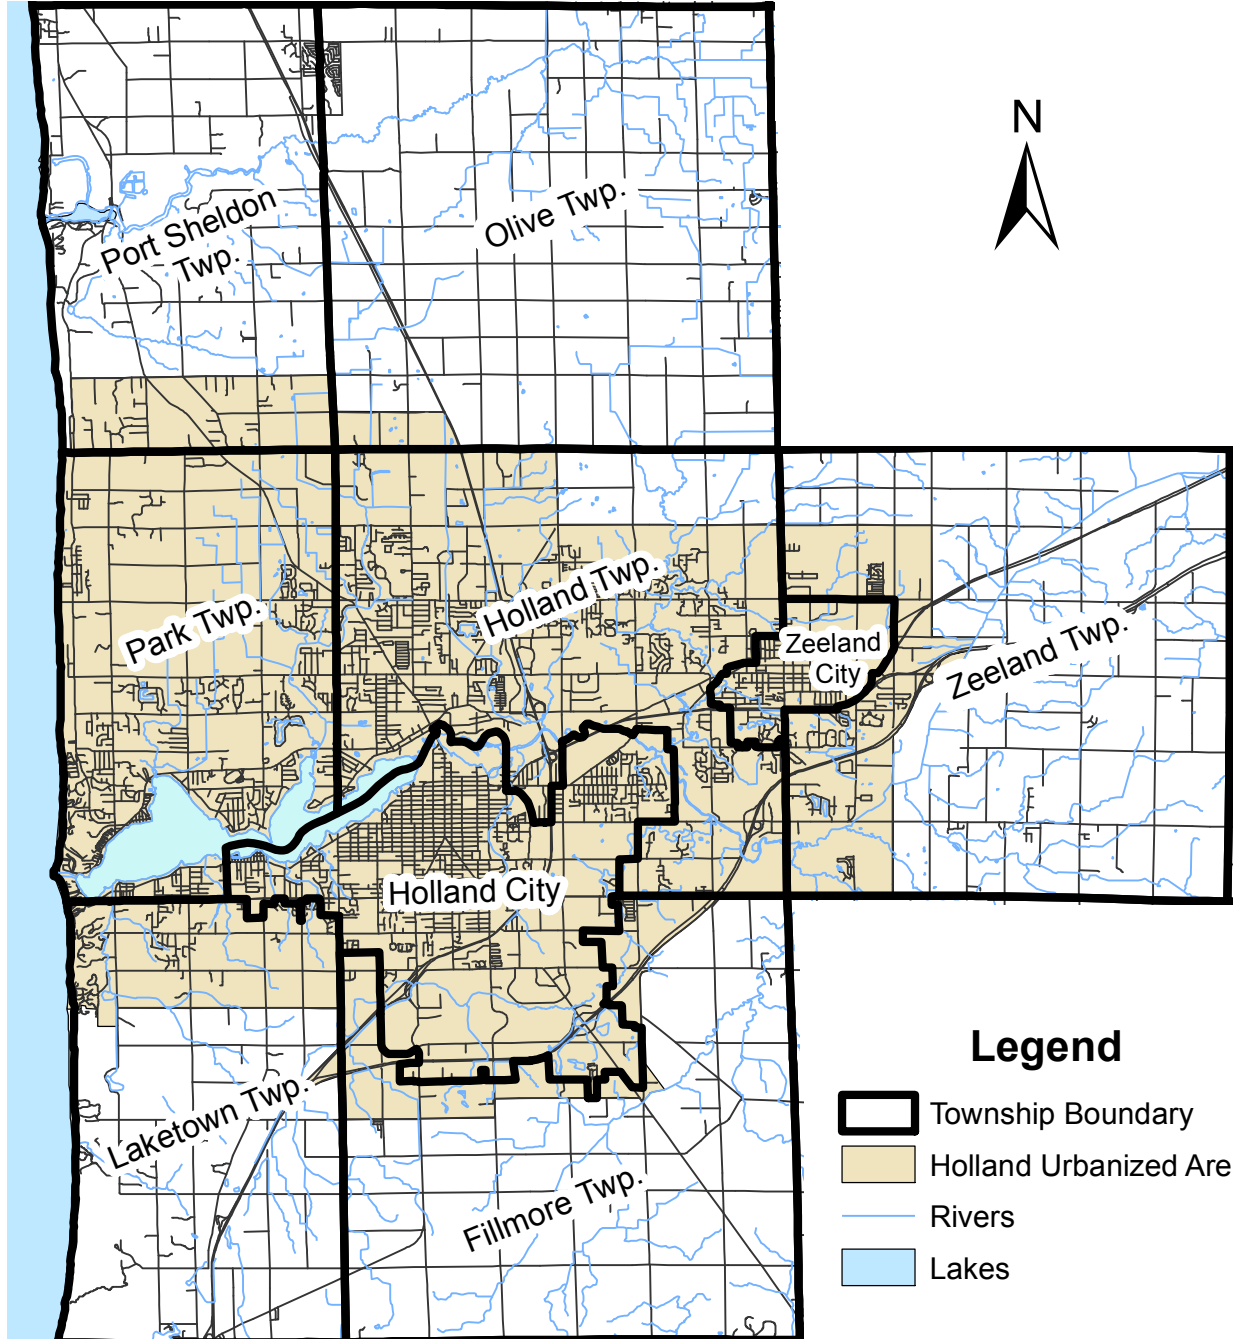 N
Port Sheldon
Twp.
Olive Twp.
Park Twp.
Holland Twp.
Zeeland
City
Zeeland Twp.
Holland City
Laketown Twp.
Fillmore Twp.
Legend
Township Boundary
Holland Urbanized Are
Rivers
Lakes